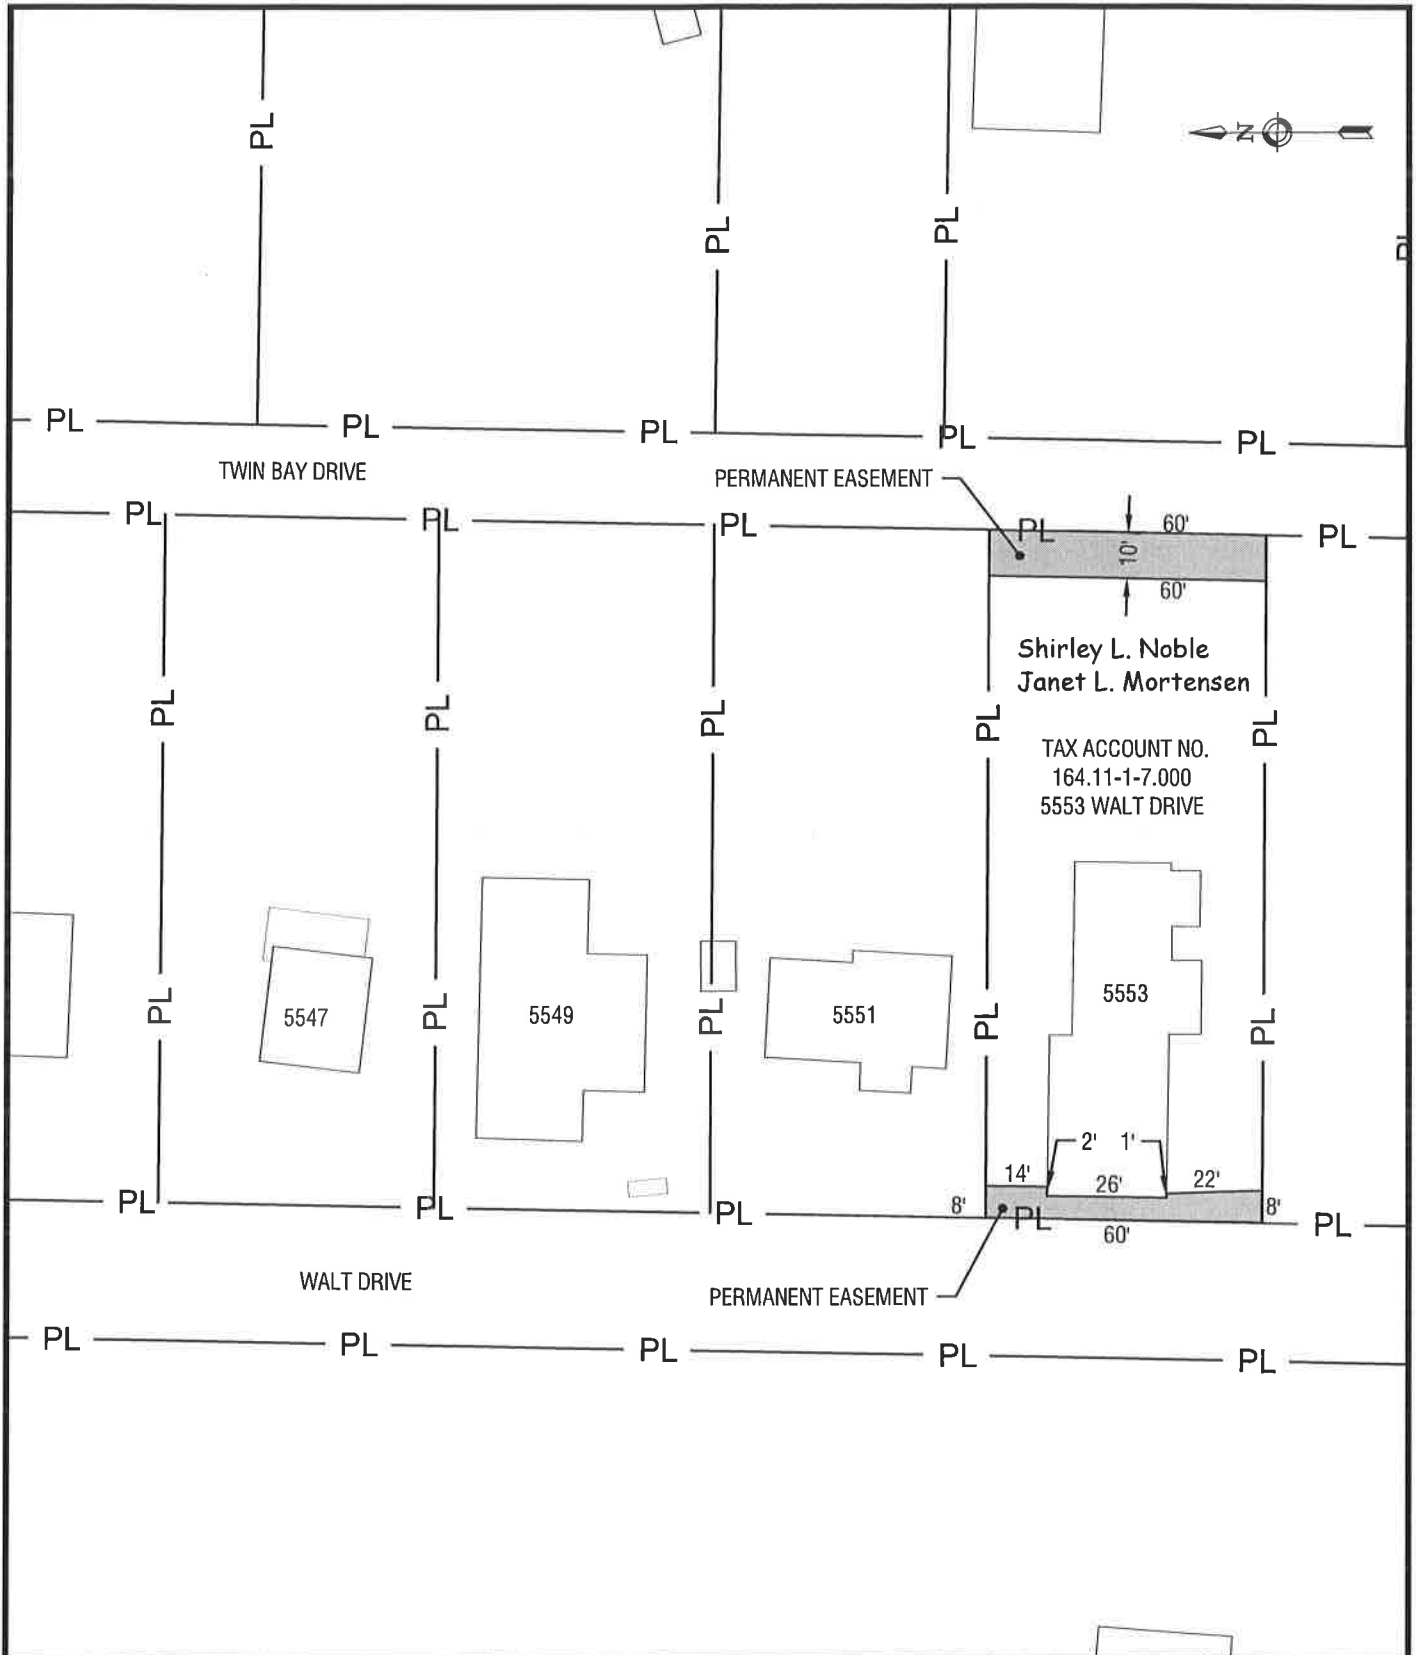 PL
N
PL
PL
PL
PL
PL
PL
PL
TWIN BAY DRIVE
PERMANENT EASEMENT
PL
PL
PL
PL
60'
PL
10'
60'
Shirley L. Noble
Janet L. Mortensen
PL
PL
PL
PL
PL
TAX ACCOUNT NO.
164.11-1-7.000
5553 WALT DRIVE
5547
5549
5551
5553
PL
PL
PL
PL
PL
2'
1'
14'
26'
22'
PL
PL
PL
8'
PL
8'
PL
60'
WALT DRIVE
PERMANENT EASEMENT
PL
PL
PL
PL
PL